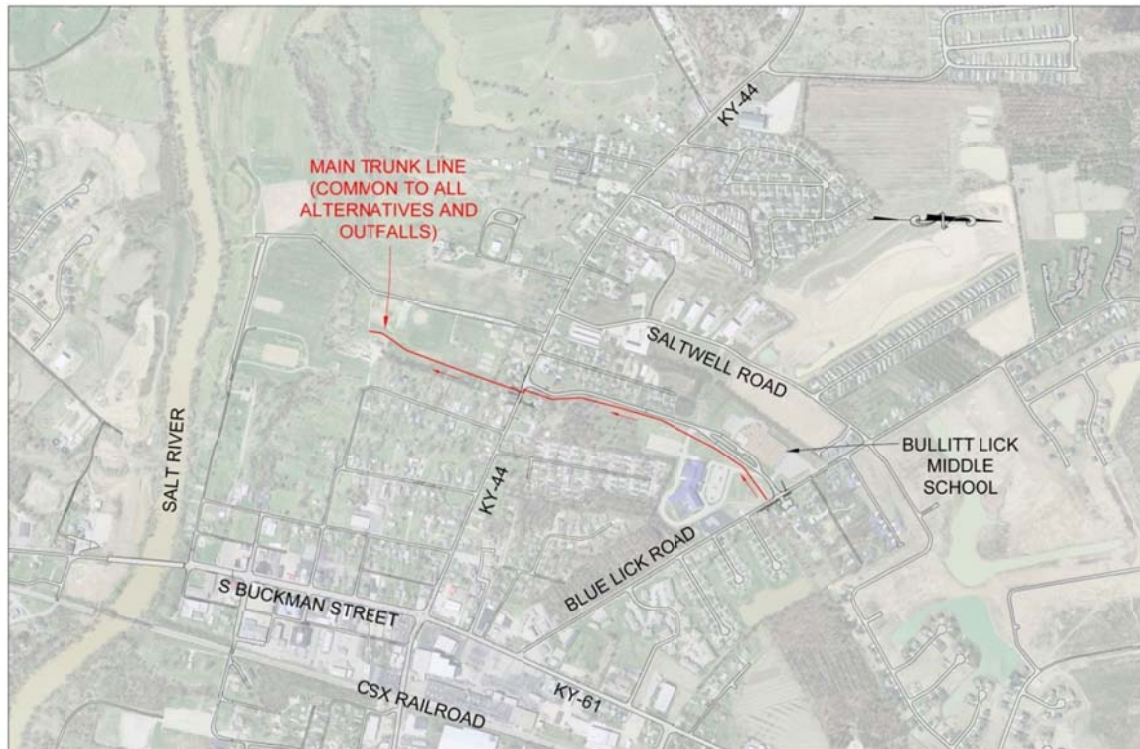 KY-44
MAIN TRUNK LINE
(COMMON TO ALL
ALTERNATIVES AND
OUTFALLS)
SALTWELL ROAD
BULLITT LICK
MIDDLE
SCHOOL
SALT RIVER
KY-44
BLUE LICK ROAD
S BUCKMAN STREET
KY-61
CSX RAILROAD